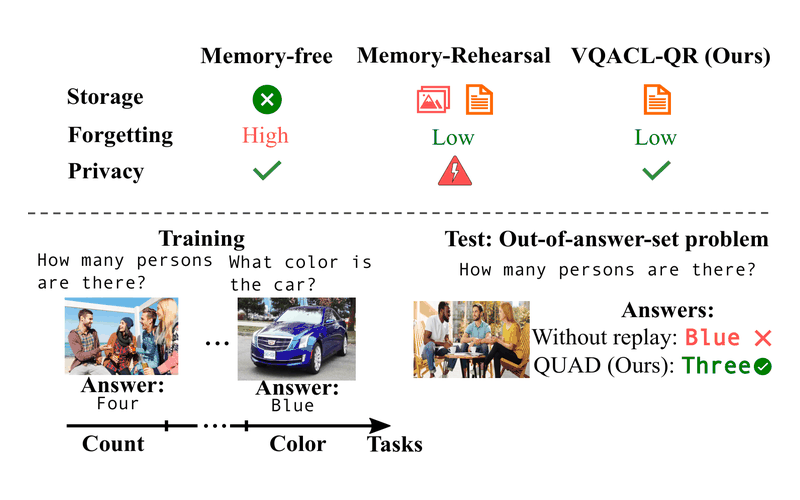 Memory-free Memory-Rehearsal VQACL-QR (Ours)
Storage
Forgetting High Low Low
Privacy
Training
How many persons
are there?
What color is
the car?
Answer:
Four
Answer:
Blue
Count Color Tasks
Test: Out-of-answer-set problem
How many persons are there?
Answers:
Without replay: Blue
QUAD (Ours): Three